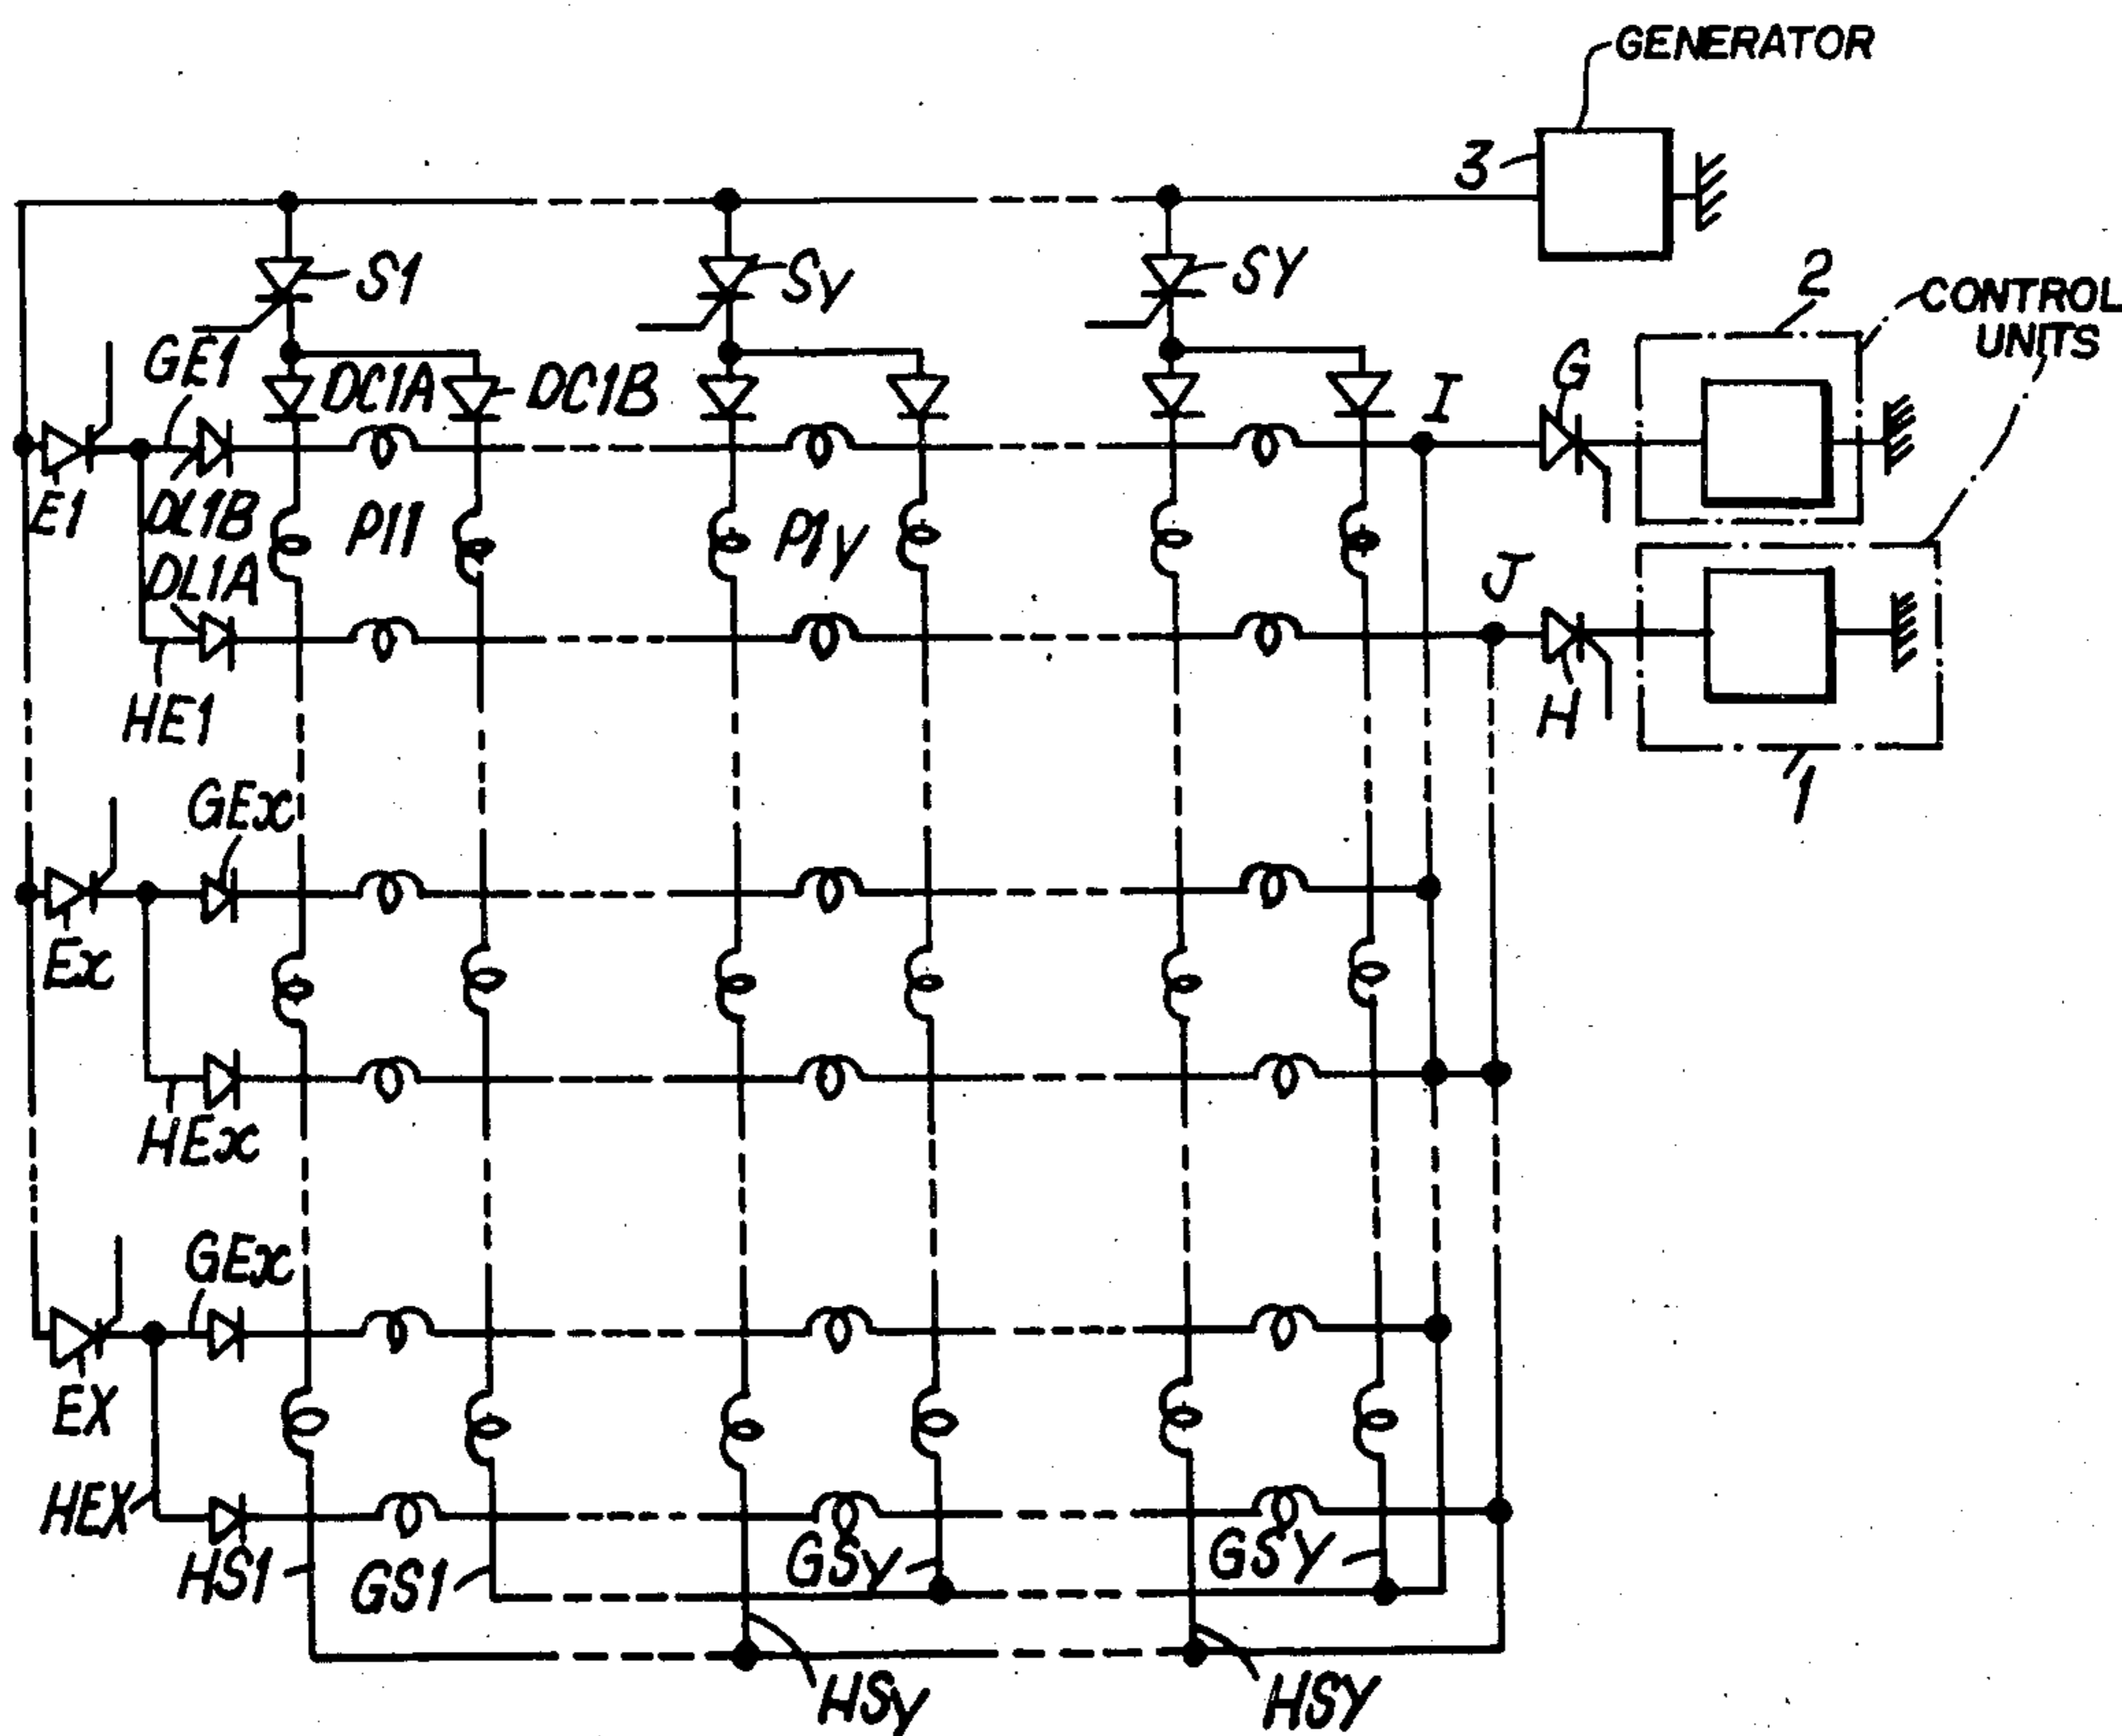 GENERATOR
3
S1
Sy
SY
2
CONTROL
UNITS
GE1
DC1A
DC1B
I
G
E1
DL1B
P11
P1y
DL1A
J
HE1
H
1
GEx
Ex
HEx
GEx
EX
HEX
HS1
GS1
GSy
GSY
HSy
HSY